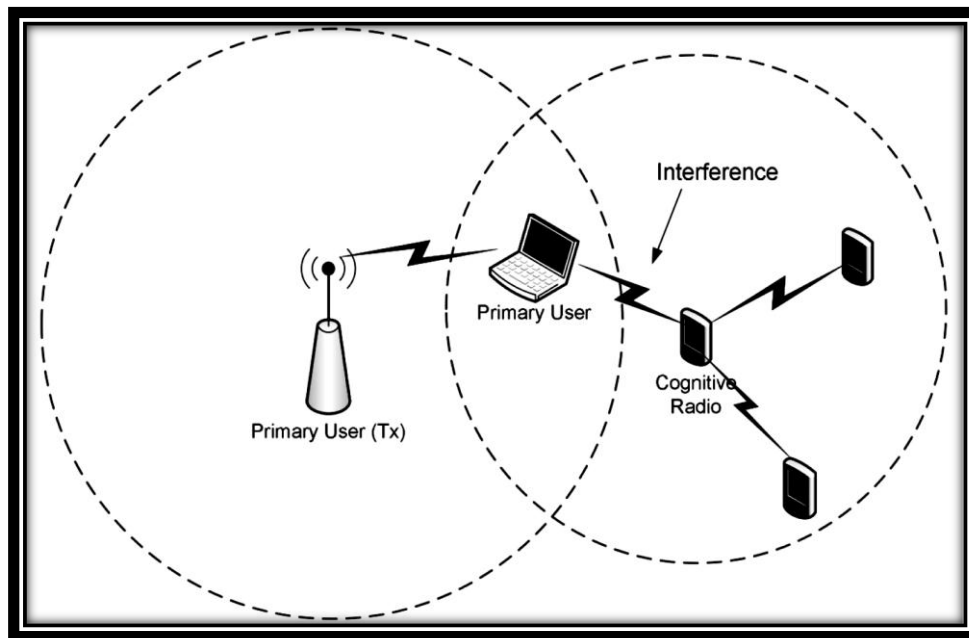 Interference
Primary User
Cognitive
Radio
Primary User (Tx)